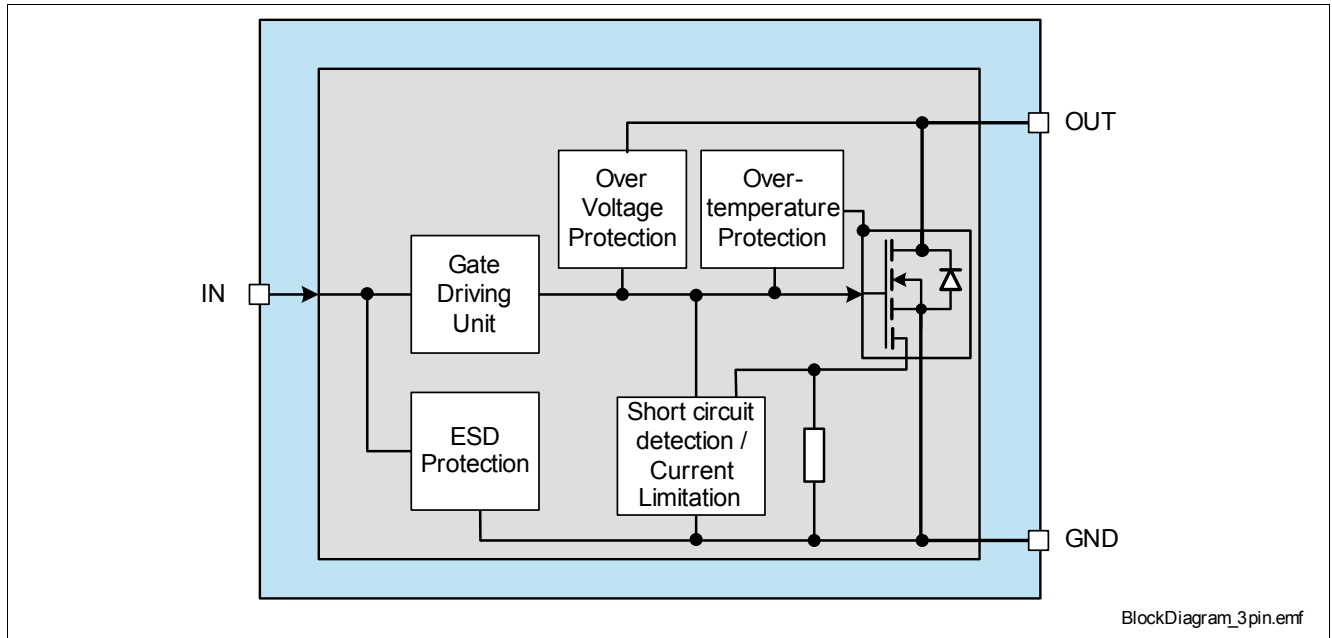 OUT
Over
Voltage
Protection
Over-
temperature
Protection
Gate
Driving
Unit
IN
ESD
Protection
Short circuit
detection /
Current
Limitation
GND
BlockDiagram_3pin.emf